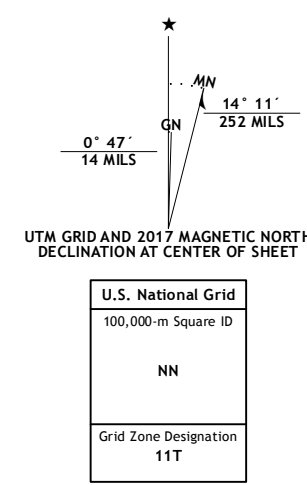 MN
14° 11´
252 MILS
GN
0° 47´
14 MILS
UTM GRID AND 2017 MAGNETIC NORTH
DECLINATION AT CENTER OF SHEET
U.S. National Grid
100,000-m Square ID
NN
Grid Zone Designation
11T